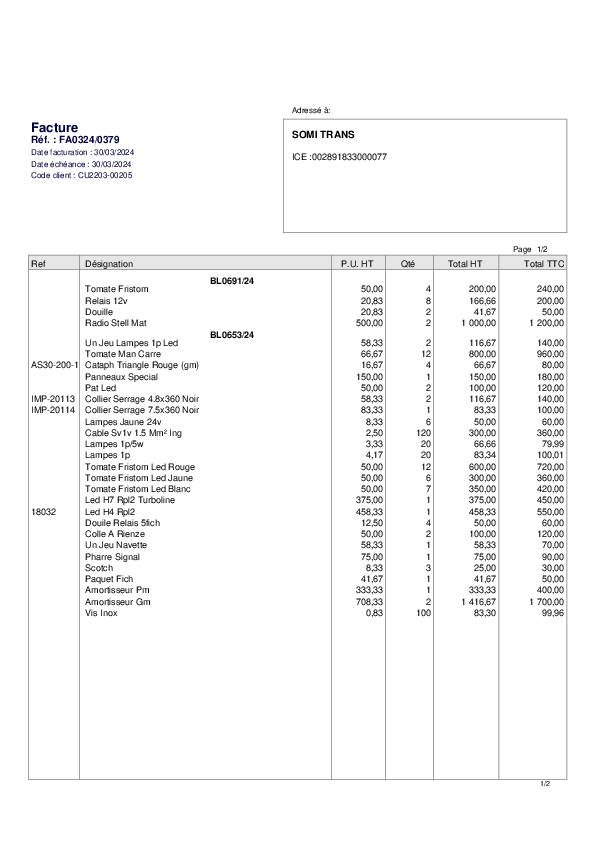 Adressé à:
Facture
Réf. : FA0324/0379
Date facturation : 30/03/2024
Date échéance : 30/03/2024
Code client : CU2203-00205
SOMI TRANS
ICE :002891833000077
Page 1/2
Ref Désignation P.U. HT Qté Total HT Total TTC
BL0691/24
Tomate Fristom 50,00 4 200,00 240,00
Relais 12v 20,83 8 166,66 200,00
Douille 20,83 2 41,67 50,00
Radio Stell Mat 500,00 2 1 000,00 1 200,00
BL0653/24
Un Jeu Lampes 1p Led 58,33 2 116,67 140,00
Tomate Man Carre 66,67 12 800,00 960,00
AS30-200-1 Cataph Triangle Rouge (gm) 16,67 4 66,67 80,00
Panneaux Special 150,00 1 150,00 180,00
Pat Led 50,00 2 100,00 120,00
IMP-20113 Collier Serrage 4.8x360 Noir 58,33 2 116,67 140,00
IMP-20114 Collier Serrage 7.5x360 Noir 83,33 1 83,33 100,00
Lampes Jaune 24v 8,33 6 50,00 60,00
Cable Sv1v 1.5 Mm² Ing 2,50 120 300,00 360,00
Lampes 1p/5w 3,33 20 66,66 79,99
Lampes 1p 4,17 20 83,34 100,01
Tomate Fristom Led Rouge 50,00 12 600,00 720,00
Tomate Fristom Led Jaune 50,00 6 300,00 360,00
Tomate Fristom Led Blanc 50,00 7 350,00 420,00
Led H7 Rpl2 Turboline 375,00 1 375,00 450,00
18032 Led H4 Rpl2 458,33 1 458,33 550,00
Douile Relais 5fich 12,50 4 50,00 60,00
Colle A Rienze 50,00 2 100,00 120,00
Un Jeu Navette 58,33 1 58,33 70,00
Pharre Signal 75,00 1 75,00 90,00
Scotch 8,33 3 25,00 30,00
Paquet Fich 41,67 1 41,67 50,00
Amortisseur Pm 333,33 1 333,33 400,00
Amortisseur Gm 708,33 2 1 416,67 1 700,00
Vis Inox 0,83 100 83,30 99,96
1/2